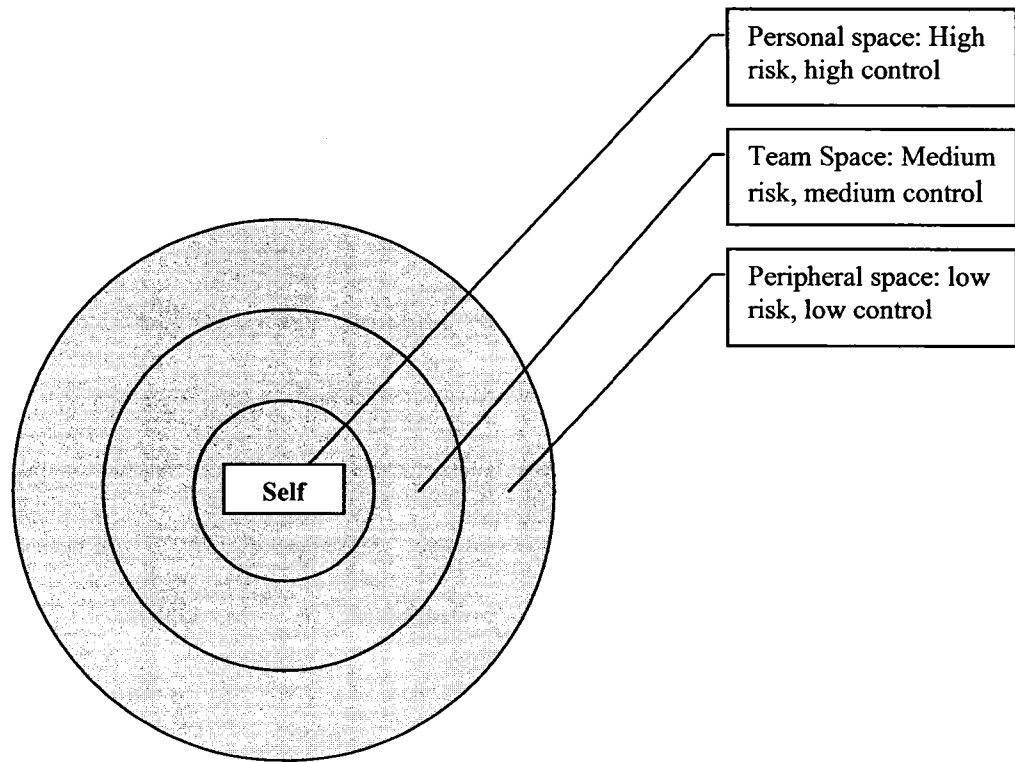 Personal space: High
risk, high control
Team Space: Medium
risk, medium control
Peripheral space: low
risk, low control
Self